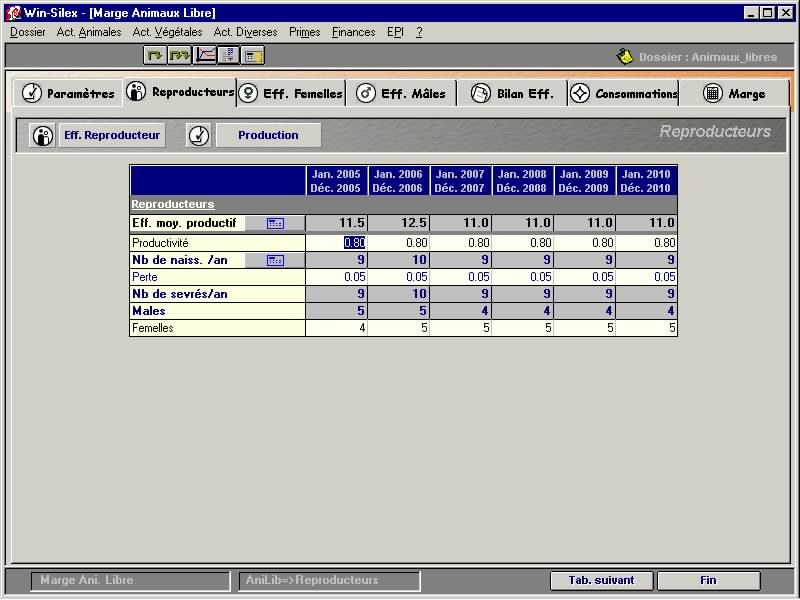 Win-Silex - [Marge Animaux Libre]
Dossier Act. Animales Act. Végétales Act. Diverses Primes Finances EPI ?
Dossier : Animaux_libres
Paramètres Reproducteurs Eff. Femelles Eff. Mâles Bilan Eff. Consommations Marge
Eff. Reproducteur Production Reproducteurs
Jan. 2005 Jan. 2006 Jan. 2007 Jan. 2008 Jan. 2009 Jan. 2010
Déc. 2005 Déc. 2006 Déc. 2007 Déc. 2008 Déc. 2009 Déc. 2010
Reproducteurs
Eff. moy. productif 11.5 12.5 11.0 11.0 11.0 11.0
Productivité 0.80 0.80 0.80 0.80 0.80 0.80
Nb de naiss. /an 9 10 9 9 9 9
Perte 0.05 0.05 0.05 0.05 0.05 0.05
Nb de sevrés/an 9 10 9 9 9 9
Males 5 5 4 4 4 4
Femelles 4 5 5 5 5 5
Marge Ani. Libre AniLib=>Reproducteurs Tab. suivant Fin